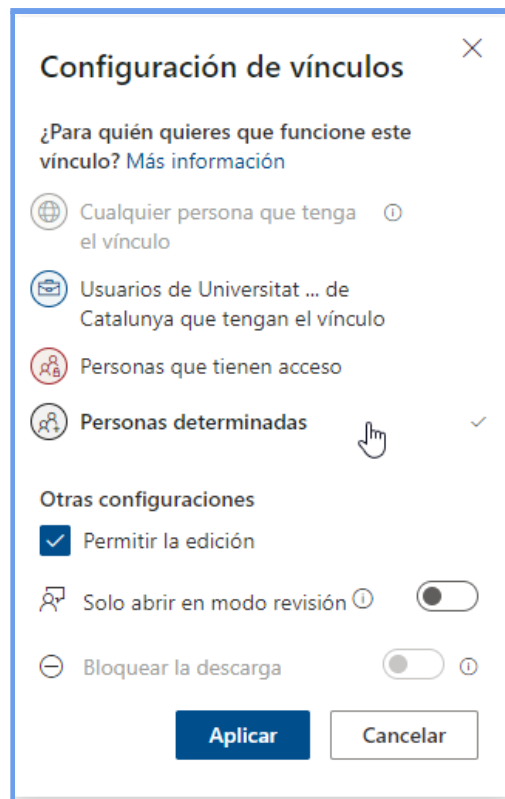 Configuración de vínculos
¿Para quién quieres que funcione este
vínculo? Más información
Cualquier persona que tenga
el vínculo
Usuarios de Universitat ... de
Catalunya que tengan el vínculo
Personas que tienen acceso
Personas determinadas
Otras configuraciones
Permitir la edición
Solo abrir en modo revisión
Bloquear la descarga
Aplicar Cancelar